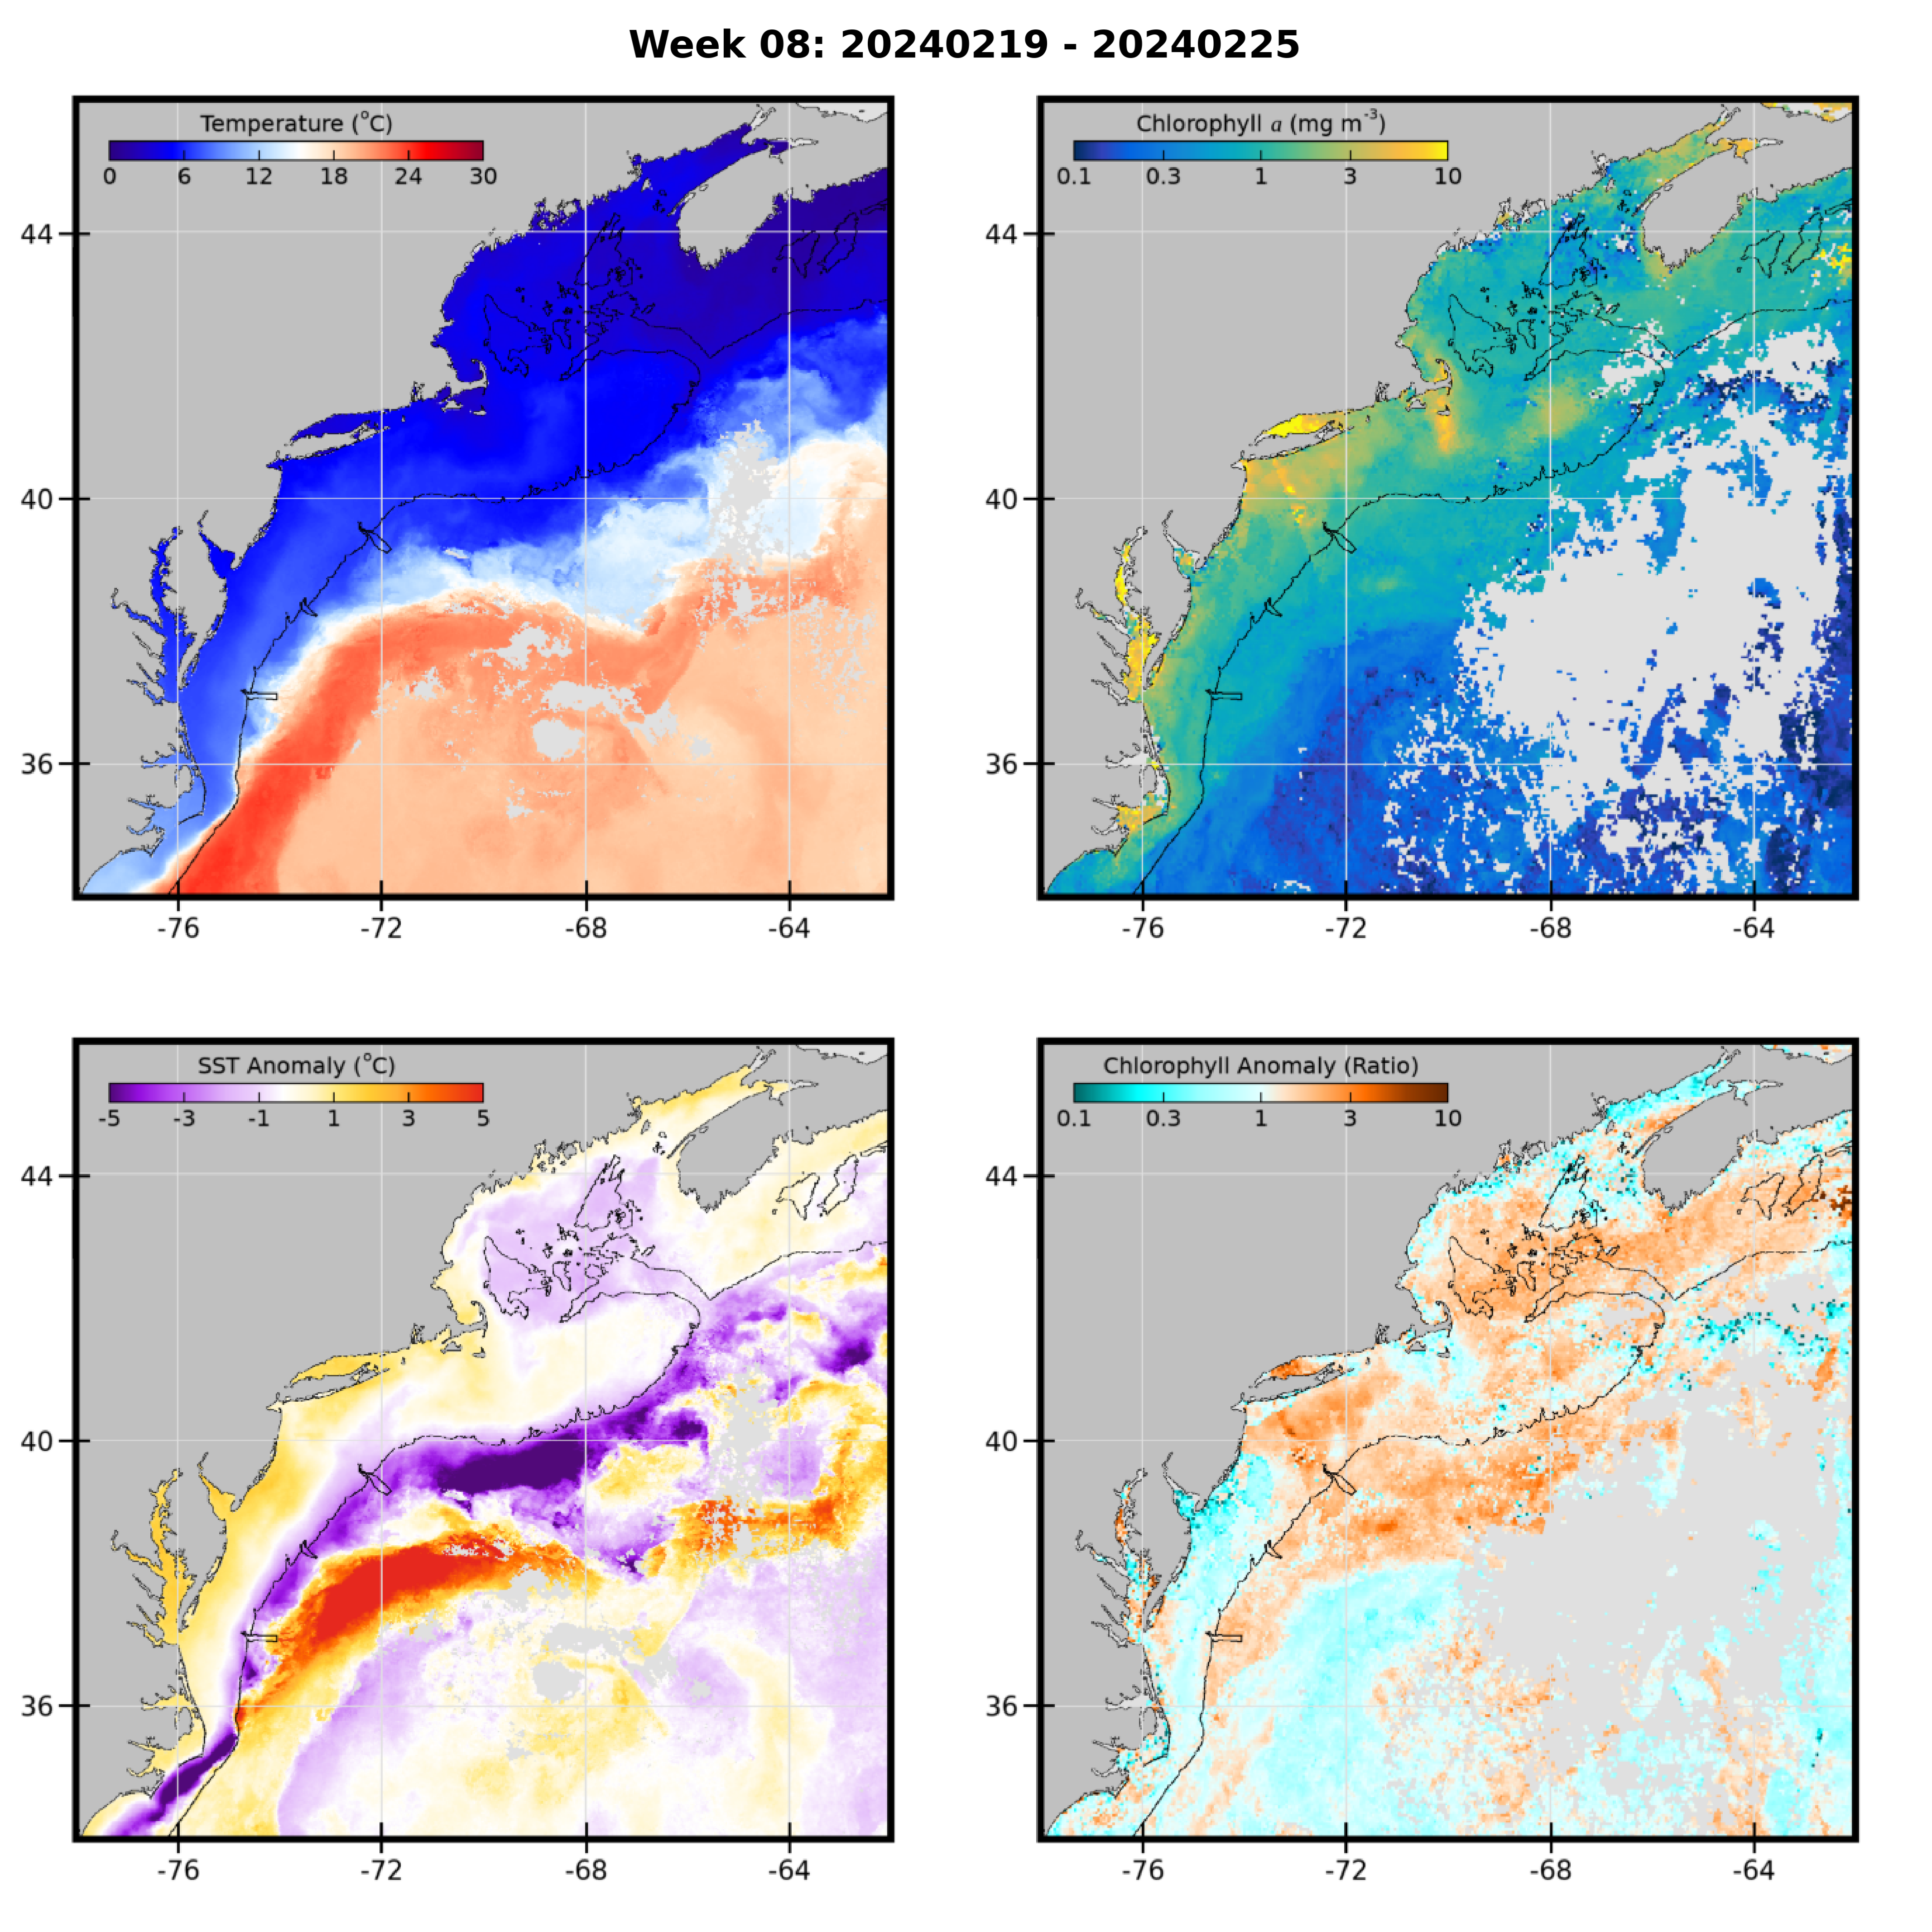 Week 08: 20240219 - 20240225
Temperature (°C)
0 6 12 18 24 30
44
40
36
-76 -72 -68 -64
Chlorophyll a (mg m⁻³)
0.1 0.3 1 3 10
44
40
36
-76 -72 -68 -64
SST Anomaly (°C)
-5 -3 -1 1 3 5
44
40
36
-76 -72 -68 -64
Chlorophyll Anomaly (Ratio)
0.1 0.3 1 3 10
44
40
36
-76 -72 -68 -64